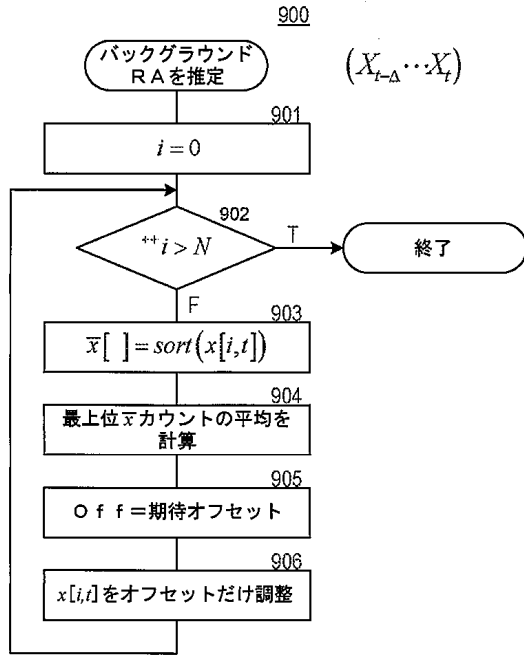 900
バックグラウンド
RAを推定
(X_{t-Δ}⋯X_t)
901
i=0
902
++i>N
T
終了
F
903
x̅[ ]=sort(x[i,t])
904
最上位x̅カウントの平均を
計算
905
Off=期待オフセット
906
x[i,t]をオフセットだけ調整